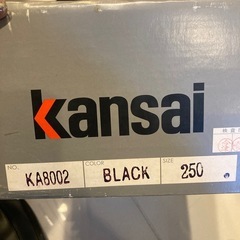 kansai
NO. KA8002 COLOR BLACK SIZE 250